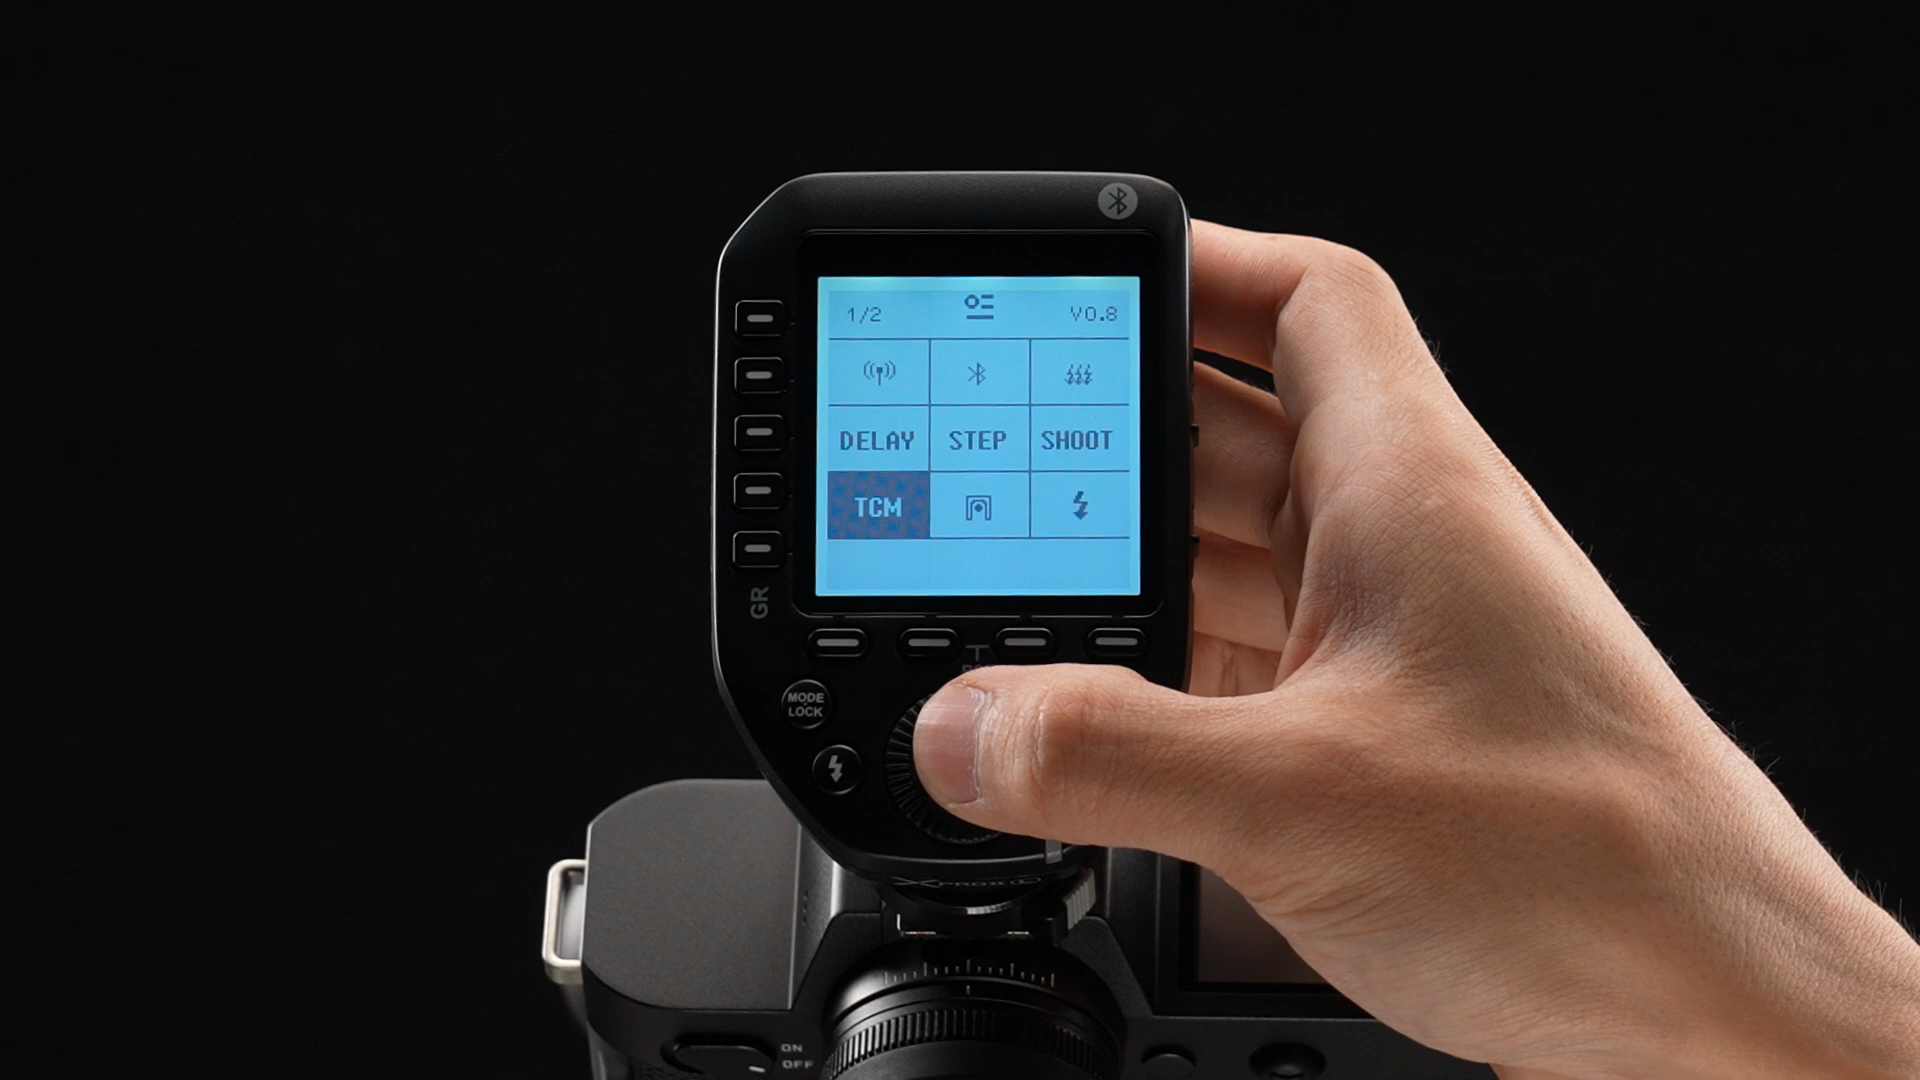 1/2
V0.8
DELAY STEP SHOOT
TCM
GR
MODE
LOCK
ON
OFF